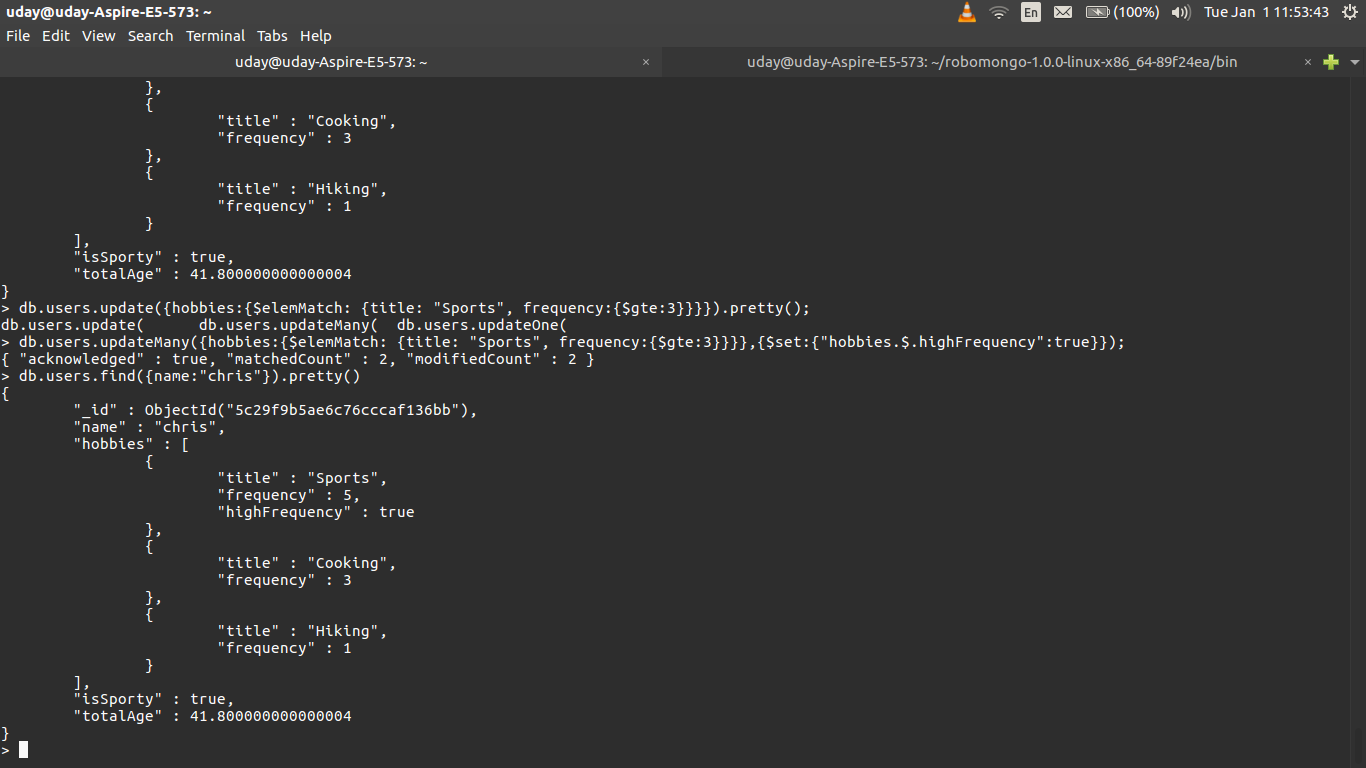 uday@uday-Aspire-E5-573: ~
En (100%) Tue Jan 1 11:53:43
File Edit View Search Terminal Tabs Help
uday@uday-Aspire-E5-573: ~ × uday@uday-Aspire-E5-573: ~/robomongo-1.0.0-linux-x86_64-89f24ea/bin ×
                },
                {
                        "title" : "Cooking",
                        "frequency" : 3
                },
                {
                        "title" : "Hiking",
                        "frequency" : 1
                }
        ],
        "isSporty" : true,
        "totalAge" : 41.800000000000004
}
> db.users.update({hobbies:{$elemMatch: {title: "Sports", frequency:{$gte:3}}}}).pretty();
db.users.update(      db.users.updateMany(  db.users.updateOne(
> db.users.updateMany({hobbies:{$elemMatch: {title: "Sports", frequency:{$gte:3}}}},{$set:{"hobbies.$.highFrequency":true}});
{ "acknowledged" : true, "matchedCount" : 2, "modifiedCount" : 2 }
> db.users.find({name:"chris"}).pretty()
{
        "_id" : ObjectId("5c29f9b5ae6c76cccaf136bb"),
        "name" : "chris",
        "hobbies" : [
                {
                        "title" : "Sports",
                        "frequency" : 5,
                        "highFrequency" : true
                },
                {
                        "title" : "Cooking",
                        "frequency" : 3
                },
                {
                        "title" : "Hiking",
                        "frequency" : 1
                }
        ],
        "isSporty" : true,
        "totalAge" : 41.800000000000004
}
>